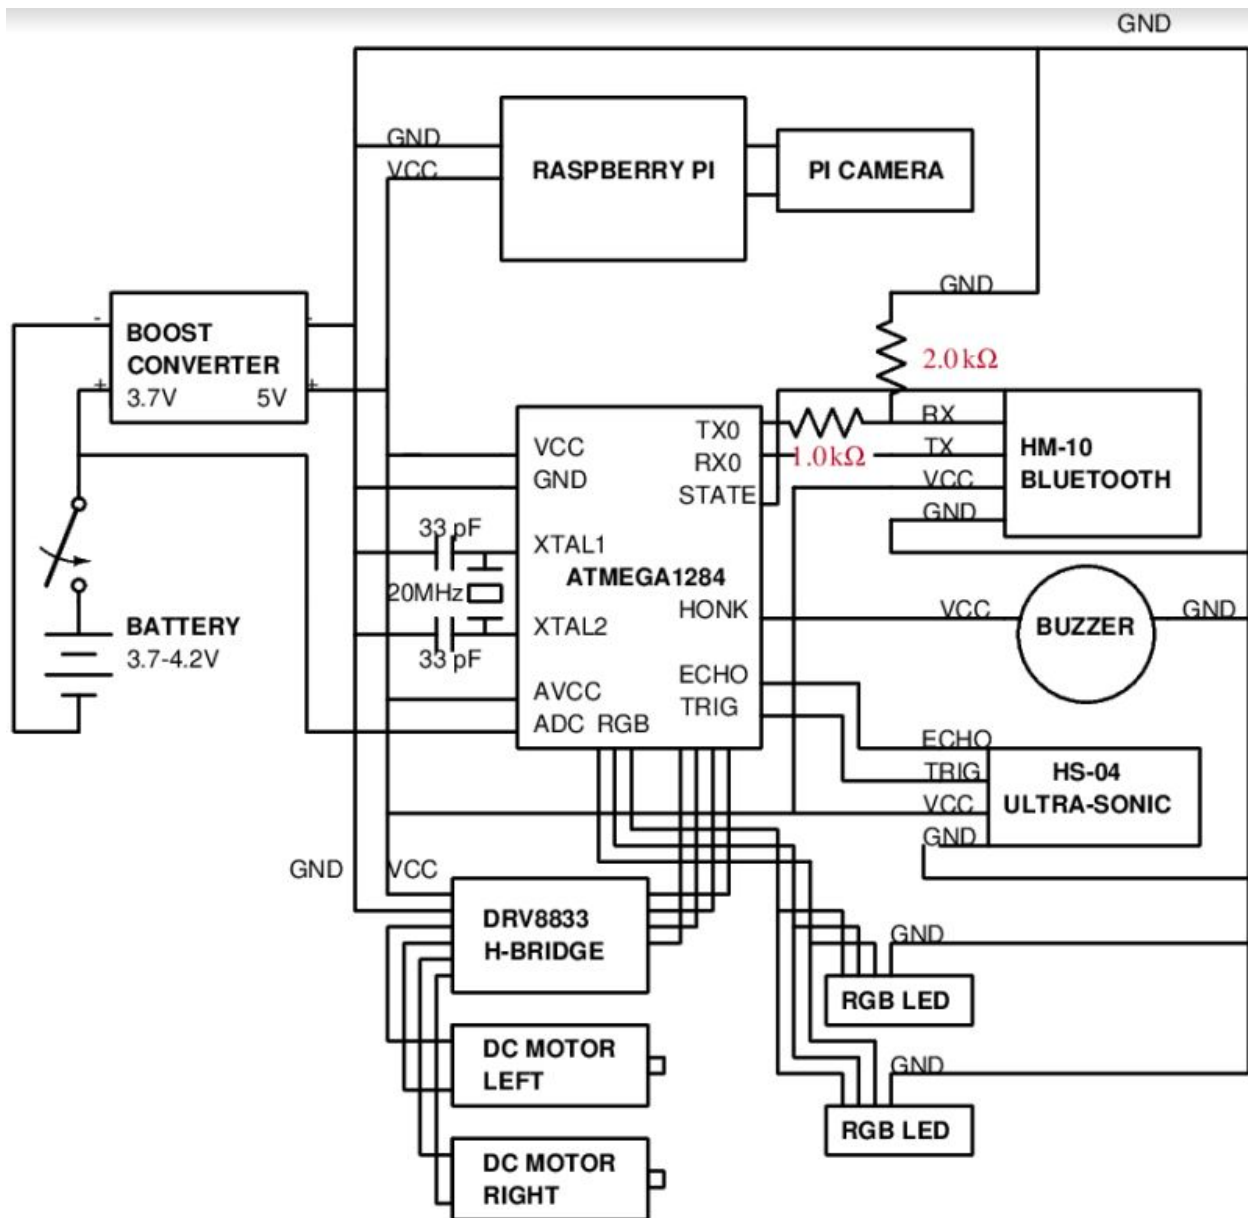 GND
GND
VCC
RASPBERRY PI
PI CAMERA
GND
-
-
BOOST
CONVERTER
3.7V 5V
+
+
2.0 kΩ
VCC
GND
33 pF
XTAL1
20MHz
XTAL2
33 pF
AVCC
ADC RGB
ATMEGA1284
TX0
RX0
STATE
HONK
ECHO
TRIG
1.0kΩ
RX
TX
VCC
GND
HM-10
BLUETOOTH
VCC
BUZZER
GND
BATTERY
3.7-4.2V
ECHO
TRIG
VCC
GND
HS-04
ULTRA-SONIC
GND
VCC
DRV8833
H-BRIDGE
GND
RGB LED
DC MOTOR
LEFT
GND
RGB LED
DC MOTOR
RIGHT